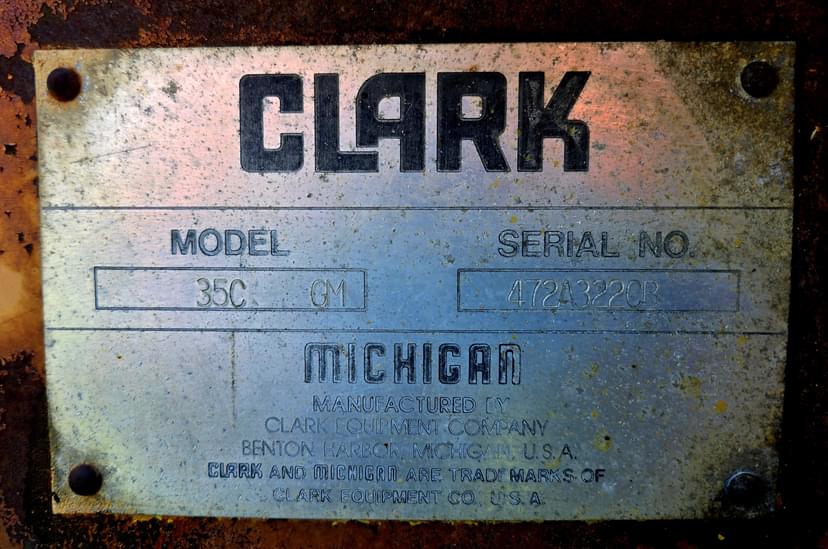 CLARK
MODEL SERIAL NO.
35C GM 472A322CB
MICHIGAN
MANUFACTURED BY
CLARK EQUIPMENT COMPANY
BENTON HARBOR, MICHIGAN, U.S.A.
CLARK AND MICHIGAN ARE TRADEMARKS OF
CLARK EQUIPMENT CO., U.S.A.